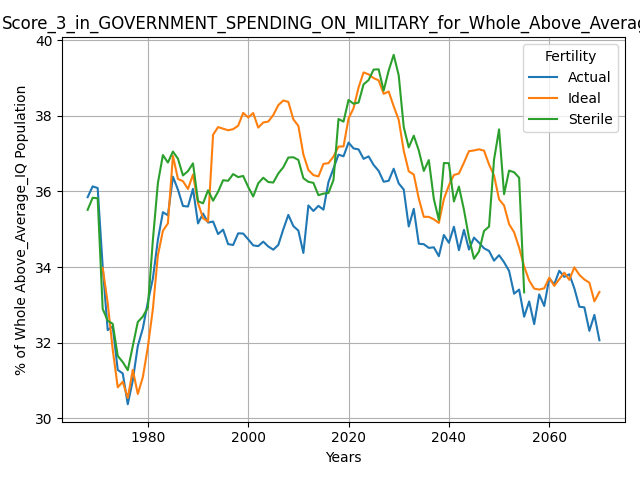 Score_3_in_GOVERNMENT_SPENDING_ON_MILITARY_for_Whole_Above_Averag
% of Whole Above_Average_IQ Population
40
38
36
34
32
30
Fertility
Actual
Ideal
Sterile
1980
2000
2020
2040
2060
Years